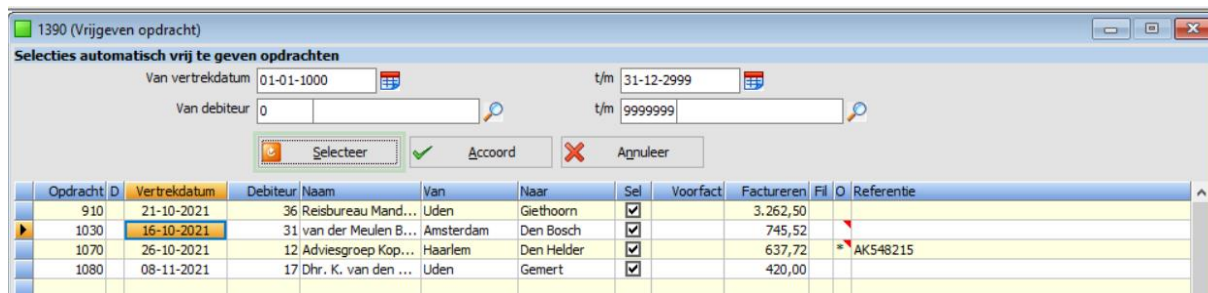 1390 (Vrijgeven opdracht)
Selecties automatisch vrij te geven opdrachten
Van vertrekdatum 01-01-1000 t/m 31-12-2999
Van debiteur 0 t/m 9999999
Selecteer Accoord Annuleer
Opdracht D Vertrekdatum Debiteur Naam Van Naar Sel Voorfact Factureren Fil O Referentie
910 21-10-2021 36 Reisbureau Mand... Uden Giethoorn 3.262,50
1030 16-10-2021 31 van der Meulen B... Amsterdam Den Bosch 745,52
1070 26-10-2021 12 Adviesgroep Kop... Haarlem Den Helder 637,72 * AK548215
1080 08-11-2021 17 Dhr. K. van den ... Uden Gemert 420,00